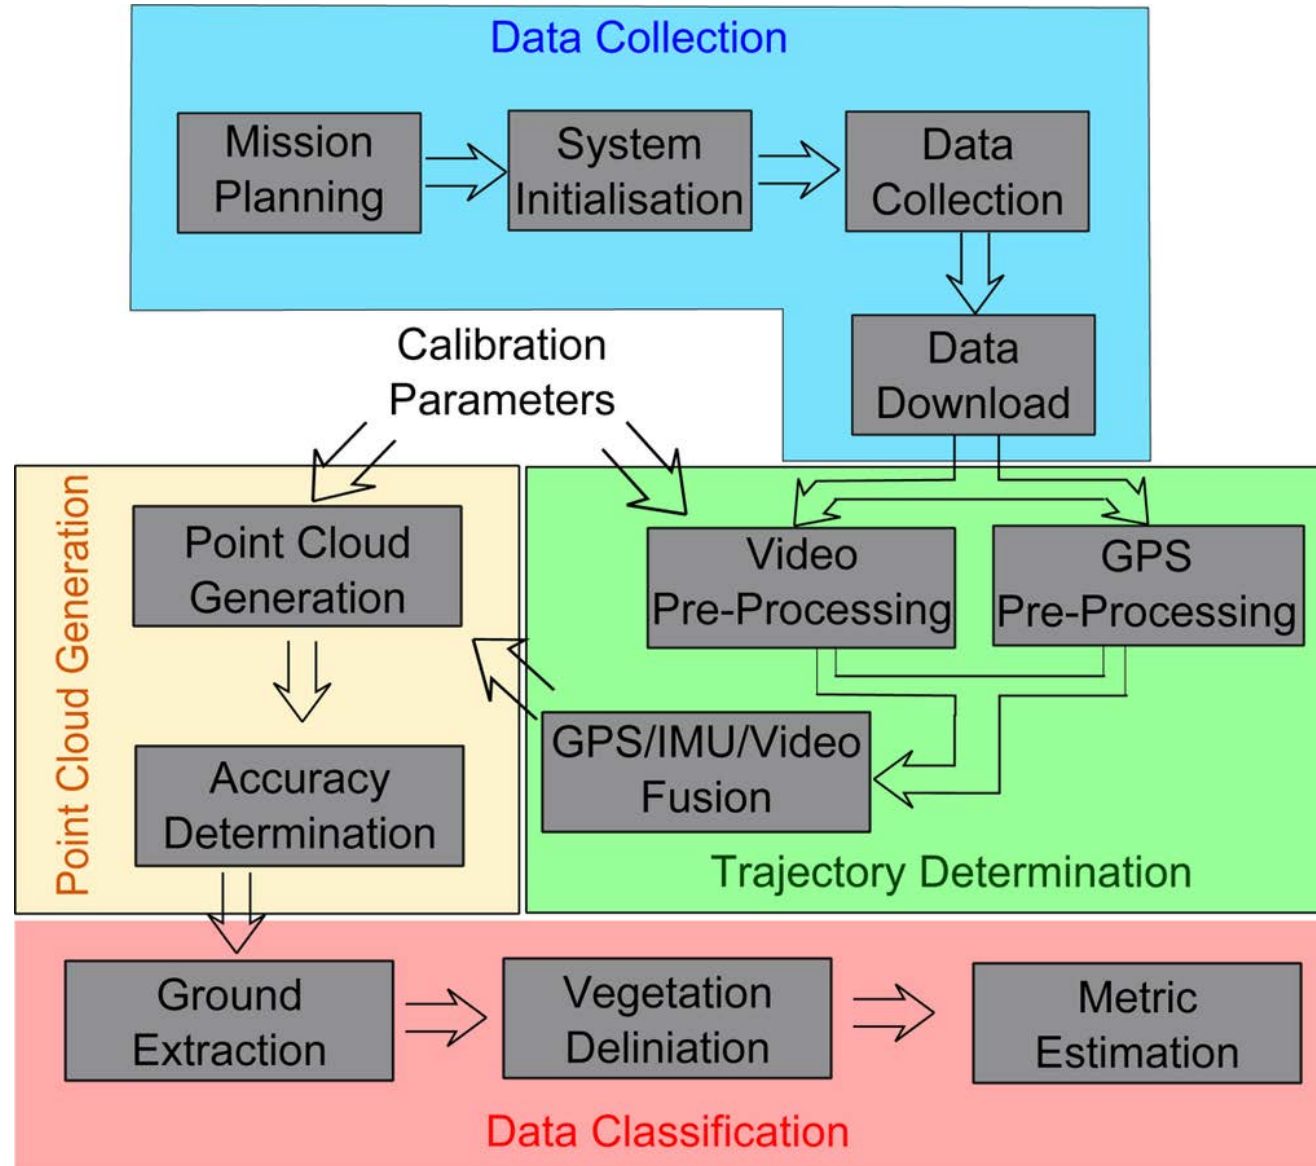 Data Collection
Mission
Planning
System
Initialisation
Data
Collection
Data
Download
Calibration
Parameters
Point Cloud Generation
Point Cloud
Generation
Accuracy
Determination
Video
Pre-Processing
GPS
Pre-Processing
GPS/IMU/Video
Fusion
Trajectory Determination
Ground
Extraction
Vegetation
Deliniation
Metric
Estimation
Data Classification